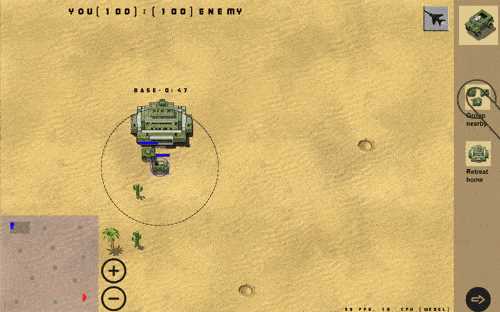 YOU(100):(100)ENEMY
BASE-0:47
Group
nearby
Retreat
home